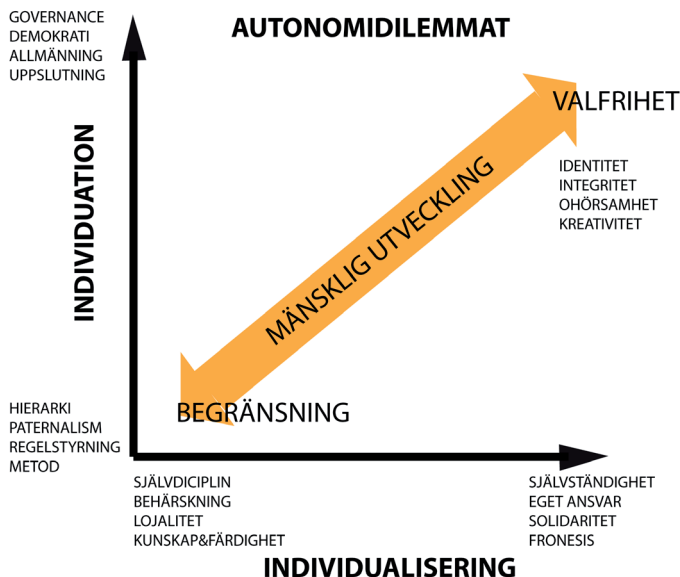 GOVERNANCE
DEMOKRATI
ALLMÄNNING
UPPSLUTNING
AUTONOMIDILEMMAT
VALFRIHET
IDENTITET
INTEGRITET
OHÖRSAMHET
KREATIVITET
INDIVIDUATION
MÄNSKLIG UTVECKLING
BEGRÄNSNING
HIERARKI
PATERNALISM
REGELSTYRNING
METOD
SJÄLVDICIPLIN
BEHÄRSKNING
LOJALITET
KUNSKAP&FÄRDIGHET
SJÄLVSTÄNDIGHET
EGET ANSVAR
SOLIDARITET
FRONESIS
INDIVIDUALISERING